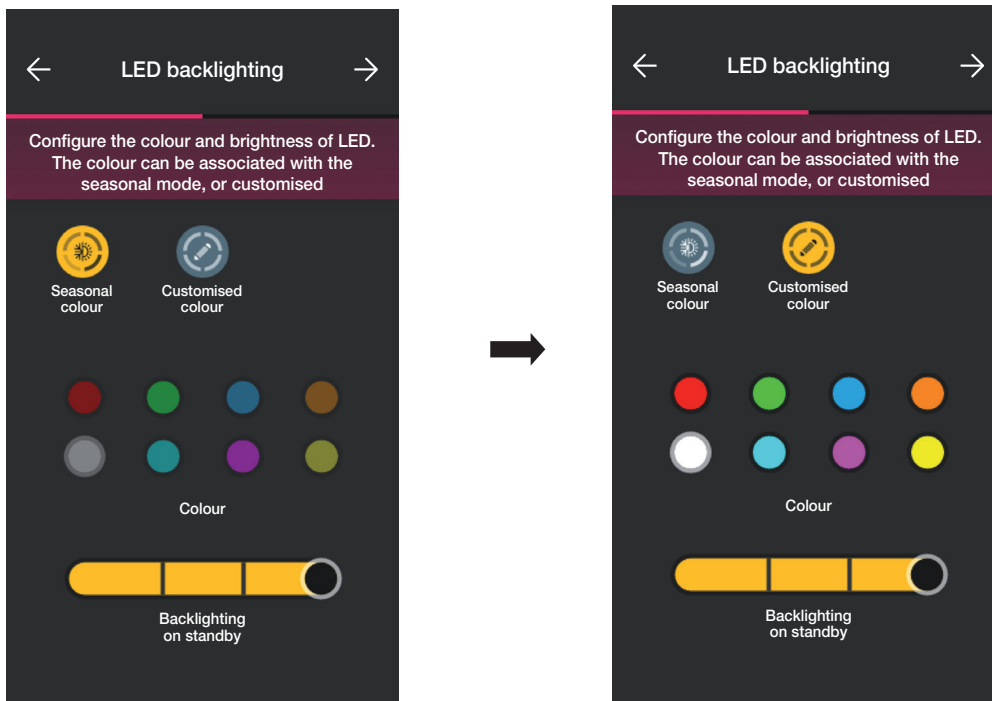 LED backlighting
Configure the colour and brightness of LED.
The colour can be associated with the
seasonal mode, or customised
Seasonal
colour
Customised
colour
Colour
Backlighting
on standby
LED backlighting
Configure the colour and brightness of LED.
The colour can be associated with the
seasonal mode, or customised
Seasonal
colour
Customised
colour
Colour
Backlighting
on standby